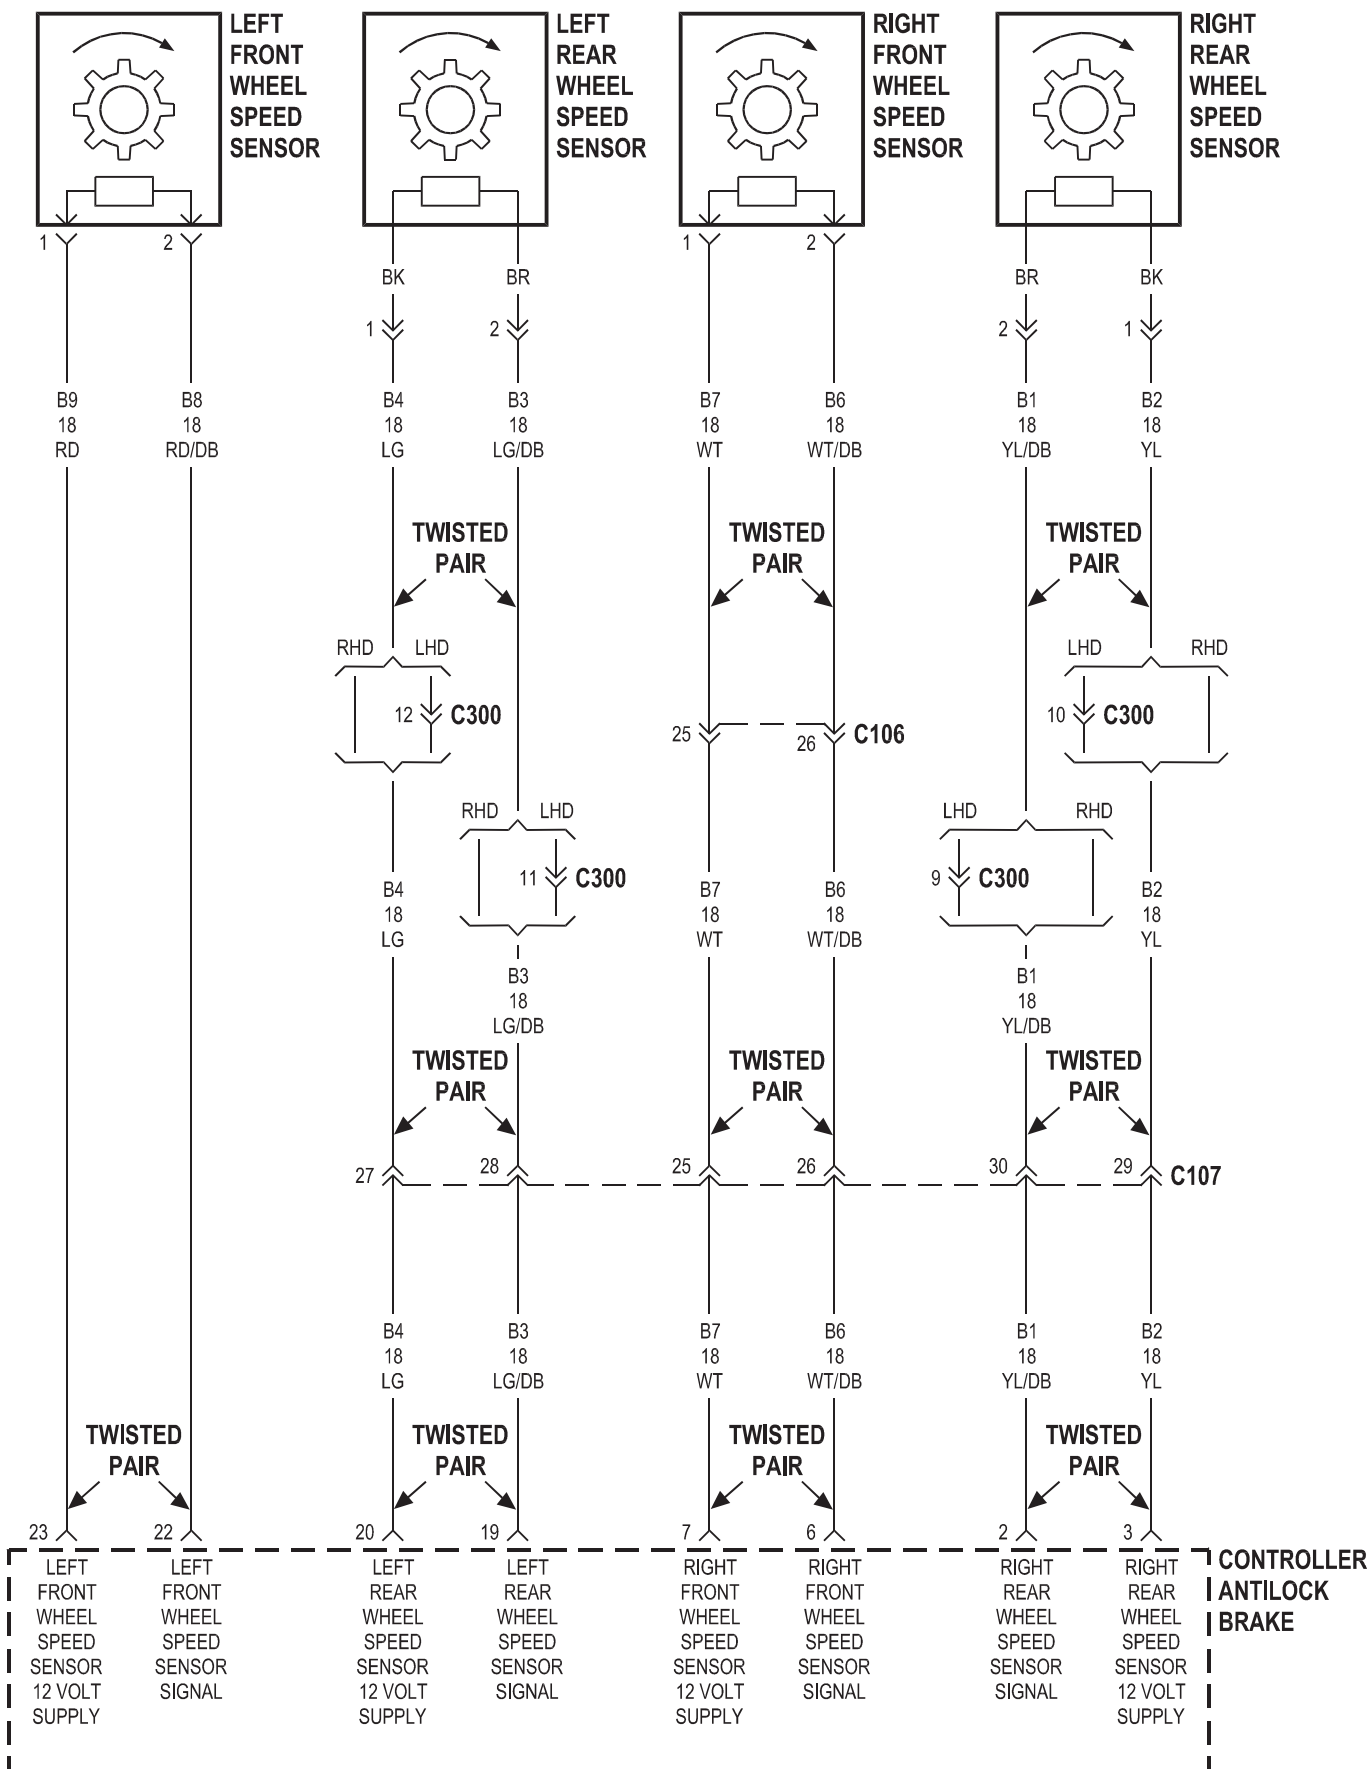 LEFT
FRONT
WHEEL
SPEED
SENSOR
LEFT
REAR
WHEEL
SPEED
SENSOR
RIGHT
FRONT
WHEEL
SPEED
SENSOR
RIGHT
REAR
WHEEL
SPEED
SENSOR
1 2 1 2
BK BR BR BK
1 2 2 1
B9 B8 B4 B3 B7 B6 B1 B2
18 18 18 18 18 18 18 18
RD RD/DB LG LG/DB WT WT/DB YL/DB YL
TWISTED TWISTED TWISTED
PAIR PAIR PAIR
RHD LHD LHD RHD
12 C300 10 C300
25 26 C106
RHD LHD LHD RHD
11 C300 9 C300
B4 B7 B6 B2
18 18 18 18
LG WT WT/DB YL
B3 B1
18 18
LG/DB YL/DB
TWISTED TWISTED TWISTED
PAIR PAIR PAIR
27 28 25 26 30 29 C107
B4 B3 B7 B6 B1 B2
18 18 18 18 18 18
LG LG/DB WT WT/DB YL/DB YL
TWISTED TWISTED TWISTED TWISTED
PAIR PAIR PAIR PAIR
23 22 20 19 7 6 2 3
LEFT
FRONT
WHEEL
SPEED
SENSOR
12 VOLT
SUPPLY
LEFT
FRONT
WHEEL
SPEED
SENSOR
SIGNAL
LEFT
REAR
WHEEL
SPEED
SENSOR
12 VOLT
SUPPLY
LEFT
REAR
WHEEL
SPEED
SENSOR
SIGNAL
RIGHT
FRONT
WHEEL
SPEED
SENSOR
12 VOLT
SUPPLY
RIGHT
FRONT
WHEEL
SPEED
SENSOR
SIGNAL
RIGHT
REAR
WHEEL
SPEED
SENSOR
SIGNAL
RIGHT
REAR
WHEEL
SPEED
SENSOR
12 VOLT
SUPPLY
CONTROLLER
ANTILOCK
BRAKE